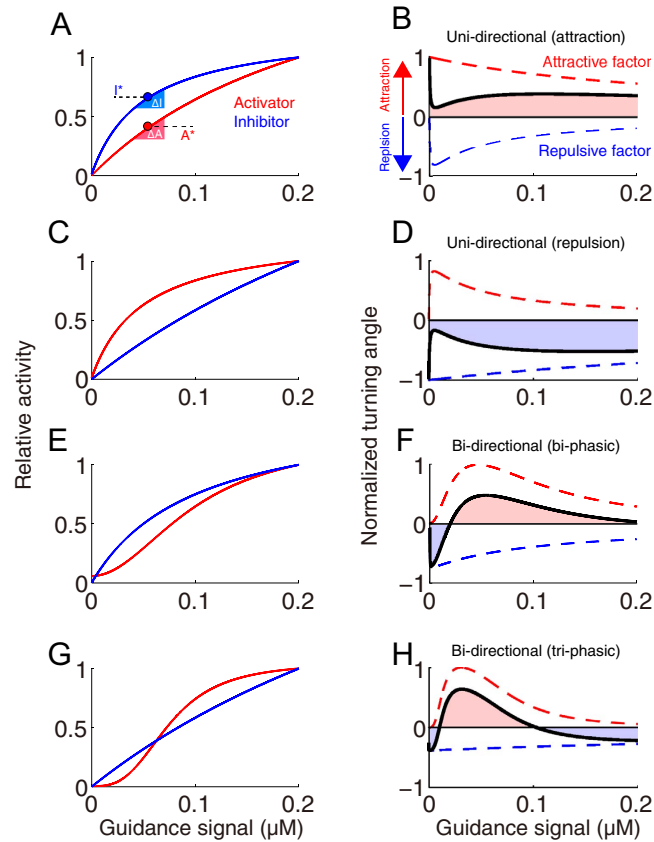 A
1
0.5
0
0
0.1
0.2
I*
ΔI
ΔA
A*
Activator
Inhibitor
B
Uni-directional (attraction)
1
0
−1
0
0.1
0.2
Attraction
Replsion
Attractive factor
Repulsive factor
C
1
0.5
0
0
0.1
0.2
D
Uni-directional (repulsion)
1
0
−1
0
0.1
0.2
Relative activity
Normalized turning angle
E
1
0.5
0
0
0.1
0.2
F
Bi-directional (bi-phasic)
1
0
−1
0
0.1
0.2
G
1
0.5
0
0
0.1
0.2
Guidance signal (μM)
H
Bi-directional (tri-phasic)
1
0
−1
0
0.1
0.2
Guidance signal (μM)